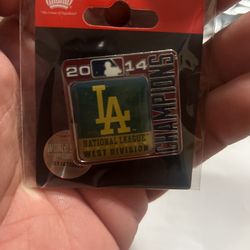 2014
CHAMPIONS
LA
NATIONAL LEAGUE
WEST DIVISION